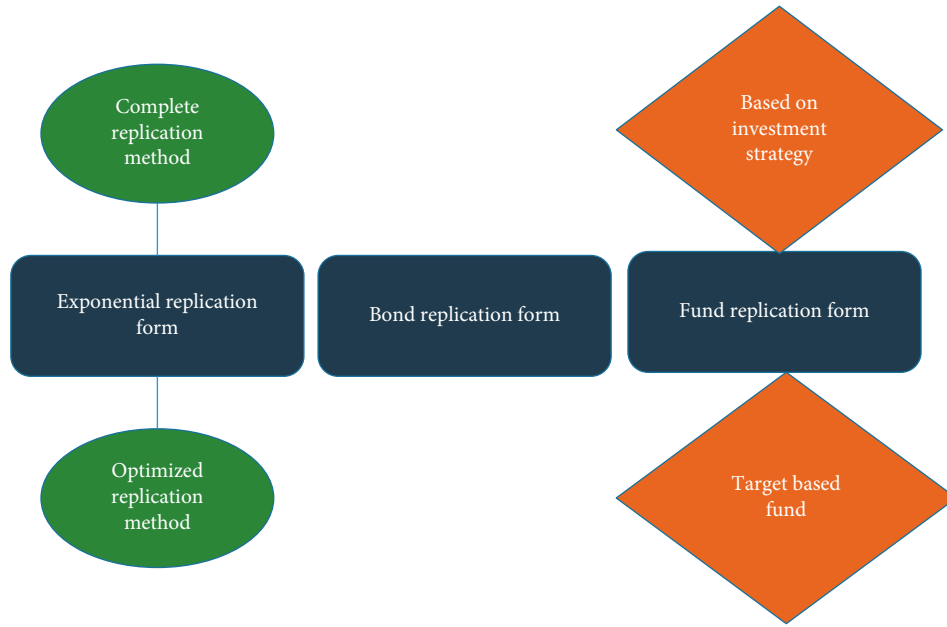 Complete
replication
method
Based on
investment
strategy
Exponential replication
form
Bond replication form
Fund replication form
Optimized
replication
method
Target based
fund